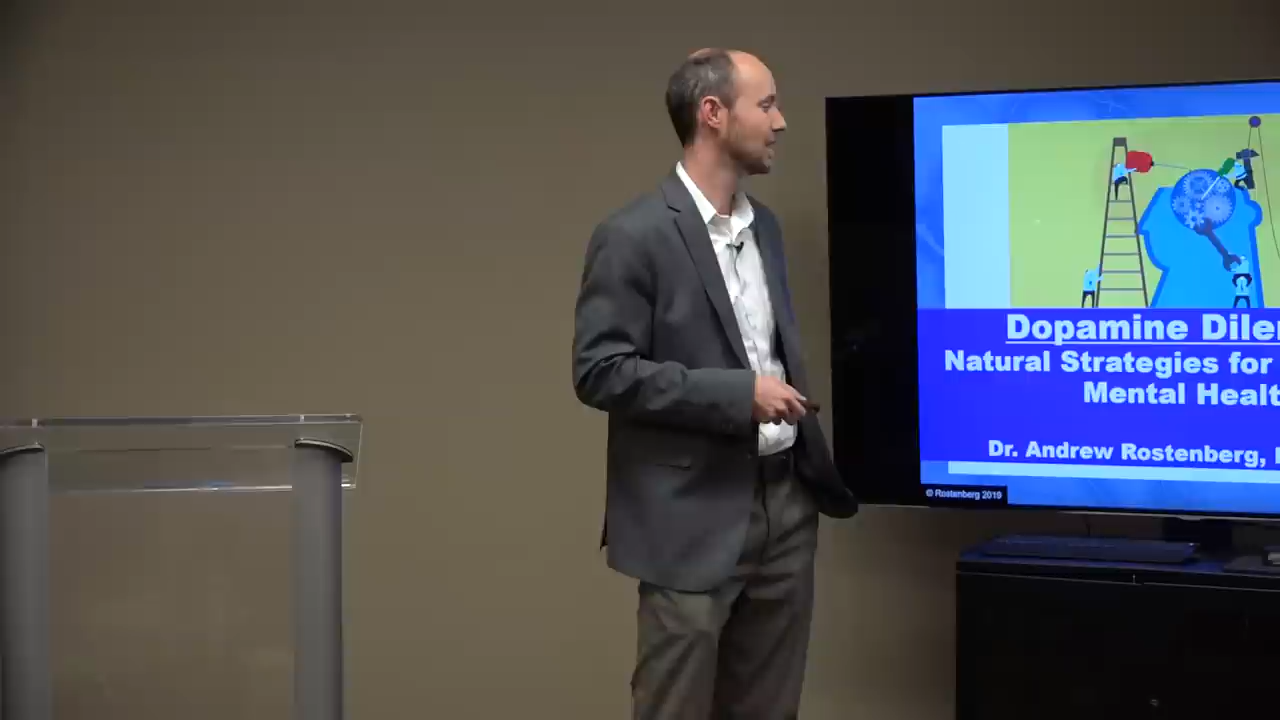 Dopamine Dile
Natural Strategies for
Mental Healt
Dr. Andrew Rostenberg,
© Rostenberg 2019